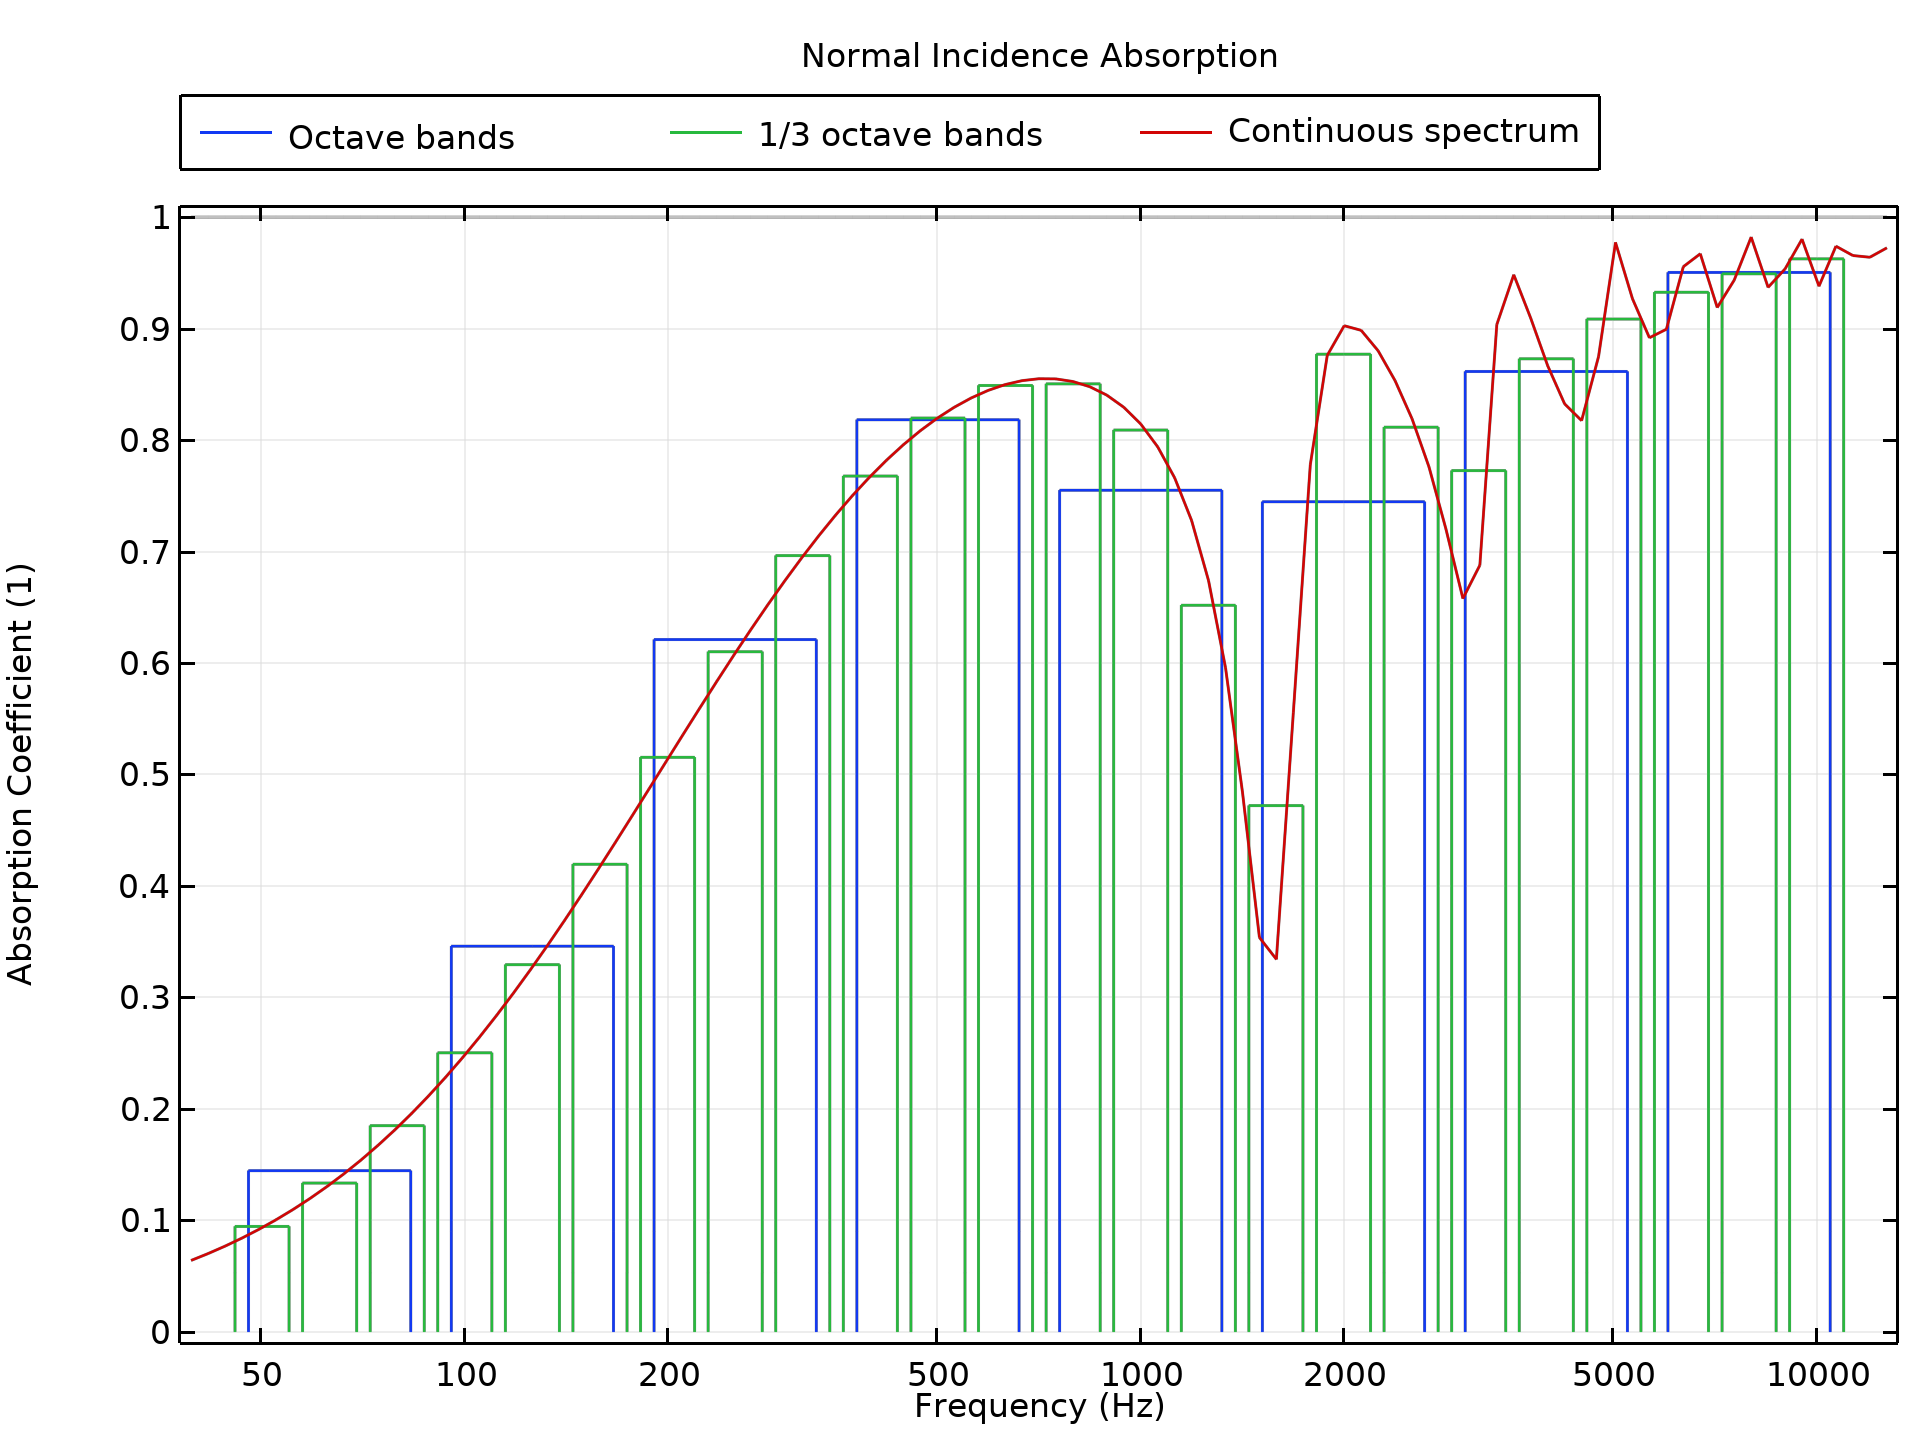 Normal Incidence Absorption
Octave bands
1/3 octave bands
Continuous spectrum
1
0.9
0.8
0.7
0.6
0.5
0.4
0.3
0.2
0.1
0
Absorption Coefficient (1)
50 100 200 500 1000 2000 5000 10000
Frequency (Hz)